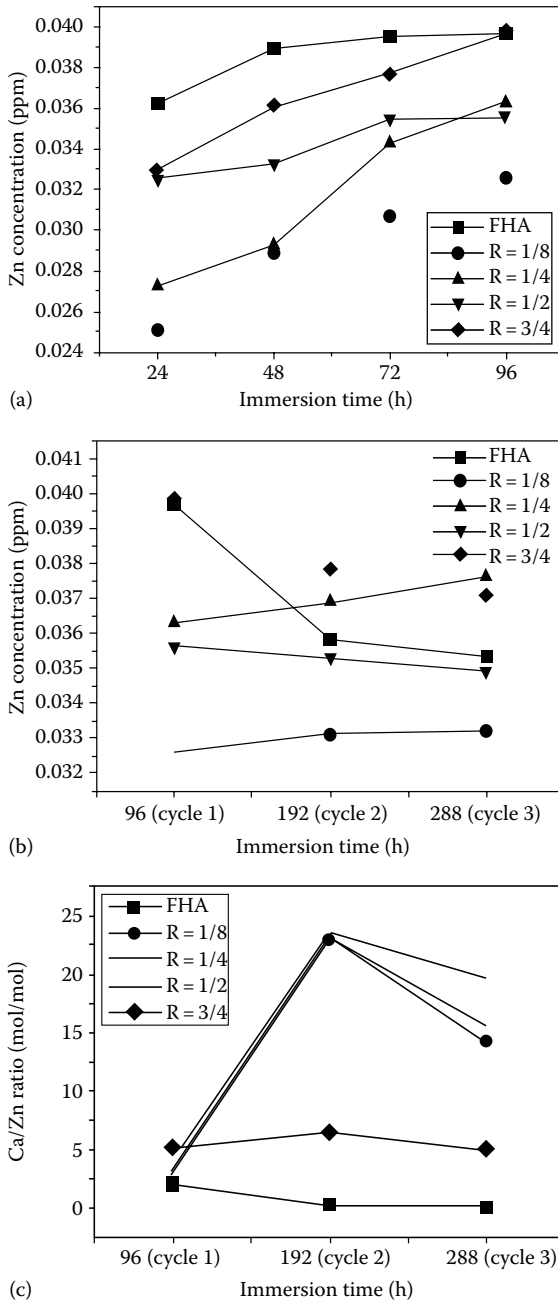 0.040
0.038
0.036
0.034
0.032
0.030
0.028
0.026
0.024
Zn concentration (ppm)
FHA
R = 1/8
R = 1/4
R = 1/2
R = 3/4
24 48 72 96
(a) Immersion time (h)
0.041
0.040
0.039
0.038
0.037
0.036
0.035
0.034
0.033
0.032
Zn concentration (ppm)
FHA
R = 1/8
R = 1/4
R = 1/2
R = 3/4
96 (cycle 1) 192 (cycle 2) 288 (cycle 3)
(b) Immersion time (h)
25
20
15
10
5
0
Ca/Zn ratio (mol/mol)
FHA
R = 1/8
R = 1/4
R = 1/2
R = 3/4
96 (cycle 1) 192 (cycle 2) 288 (cycle 3)
(c) Immersion time (h)